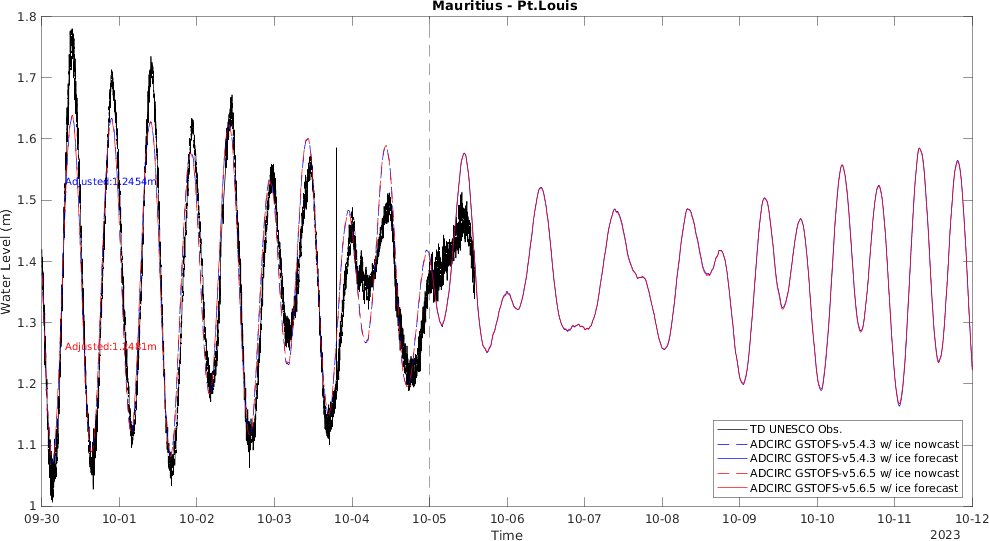 Mauritius - Pt.Louis
Water Level (m)
1.8
1.7
1.6
1.5
1.4
1.3
1.2
1.1
1
Adjusted:1.2454m
Adjusted:1.2481m
TD UNESCO Obs.
ADCIRC GSTOFS-v5.4.3 w/ ice nowcast
ADCIRC GSTOFS-v5.4.3 w/ ice forecast
ADCIRC GSTOFS-v5.6.5 w/ ice nowcast
ADCIRC GSTOFS-v5.6.5 w/ ice forecast
09-30 10-01 10-02 10-03 10-04 10-05 10-06 10-07 10-08 10-09 10-10 10-11 10-12
Time
2023